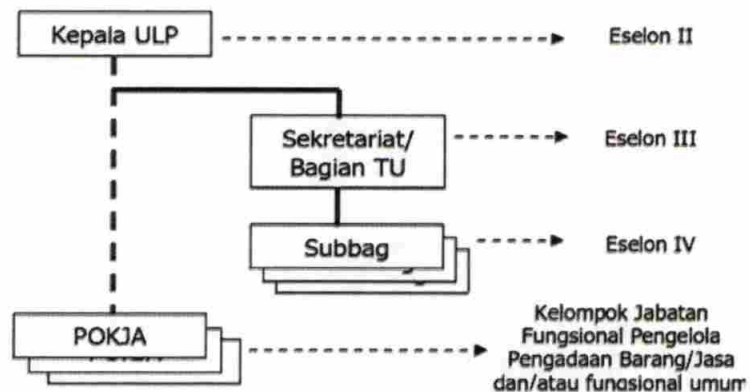 Kepala ULP
Eselon II
Sekretariat/
Bagian TU
Eselon III
Subbag
Eselon IV
POKJA
Kelompok Jabatan
Fungsional Pengelola
Pengadaan Barang/Jasa
dan/atau fungsional umum